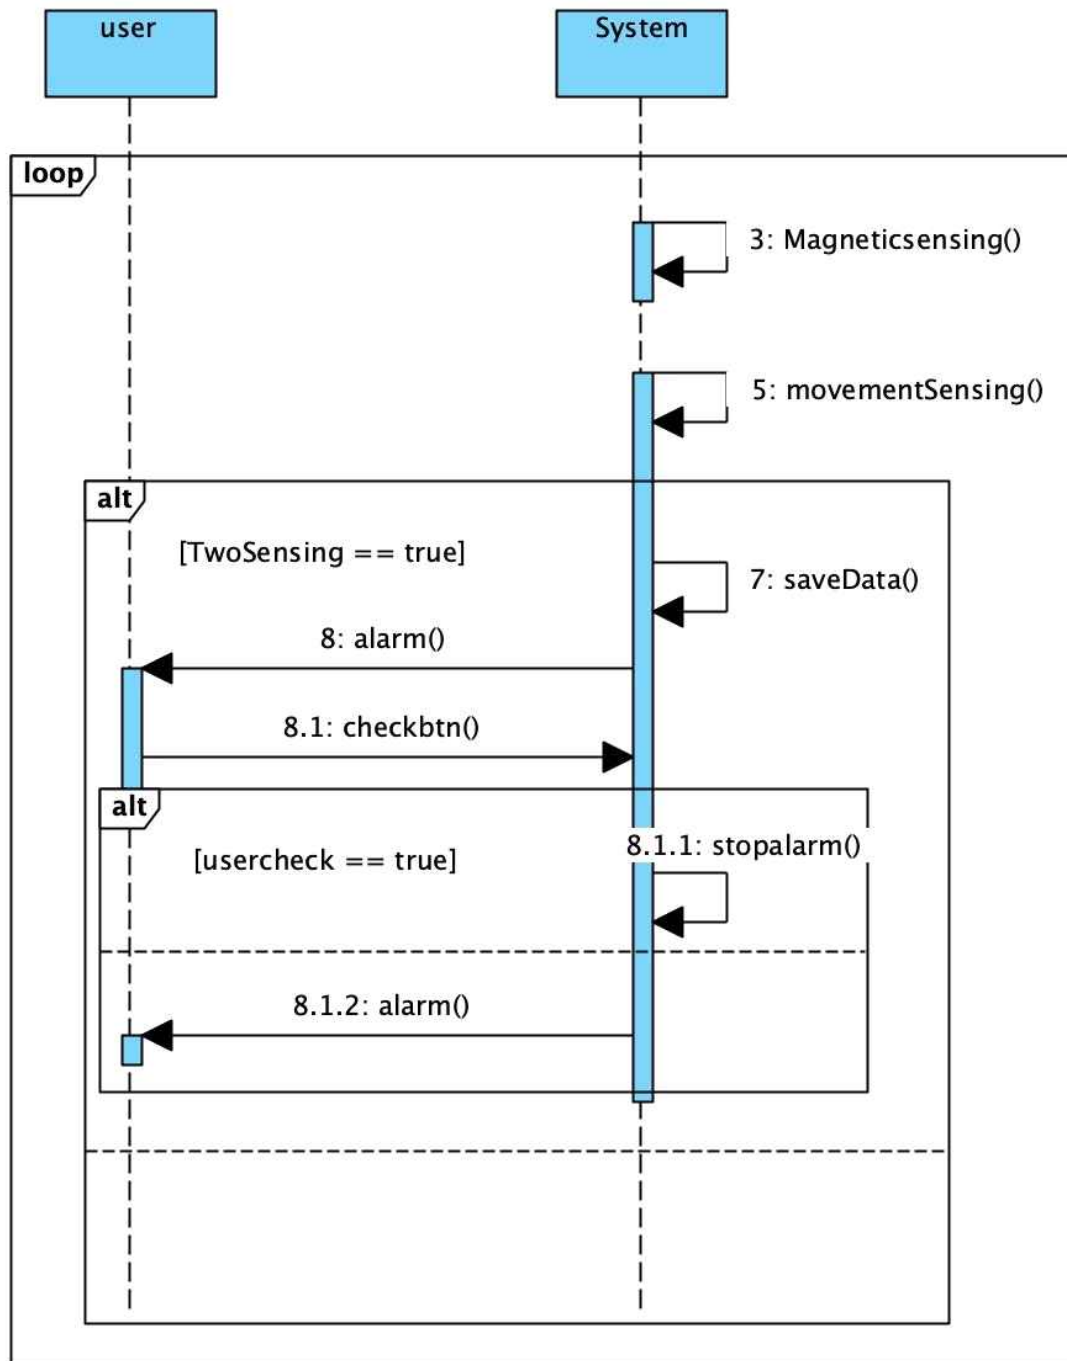 user
System
loop
3: Magneticsensing()
5: movementSensing()
alt
[TwoSensing == true]
7: saveData()
8: alarm()
8.1: checkbtn()
alt
8.1.1: stopalarm()
[usercheck == true]
8.1.2: alarm()